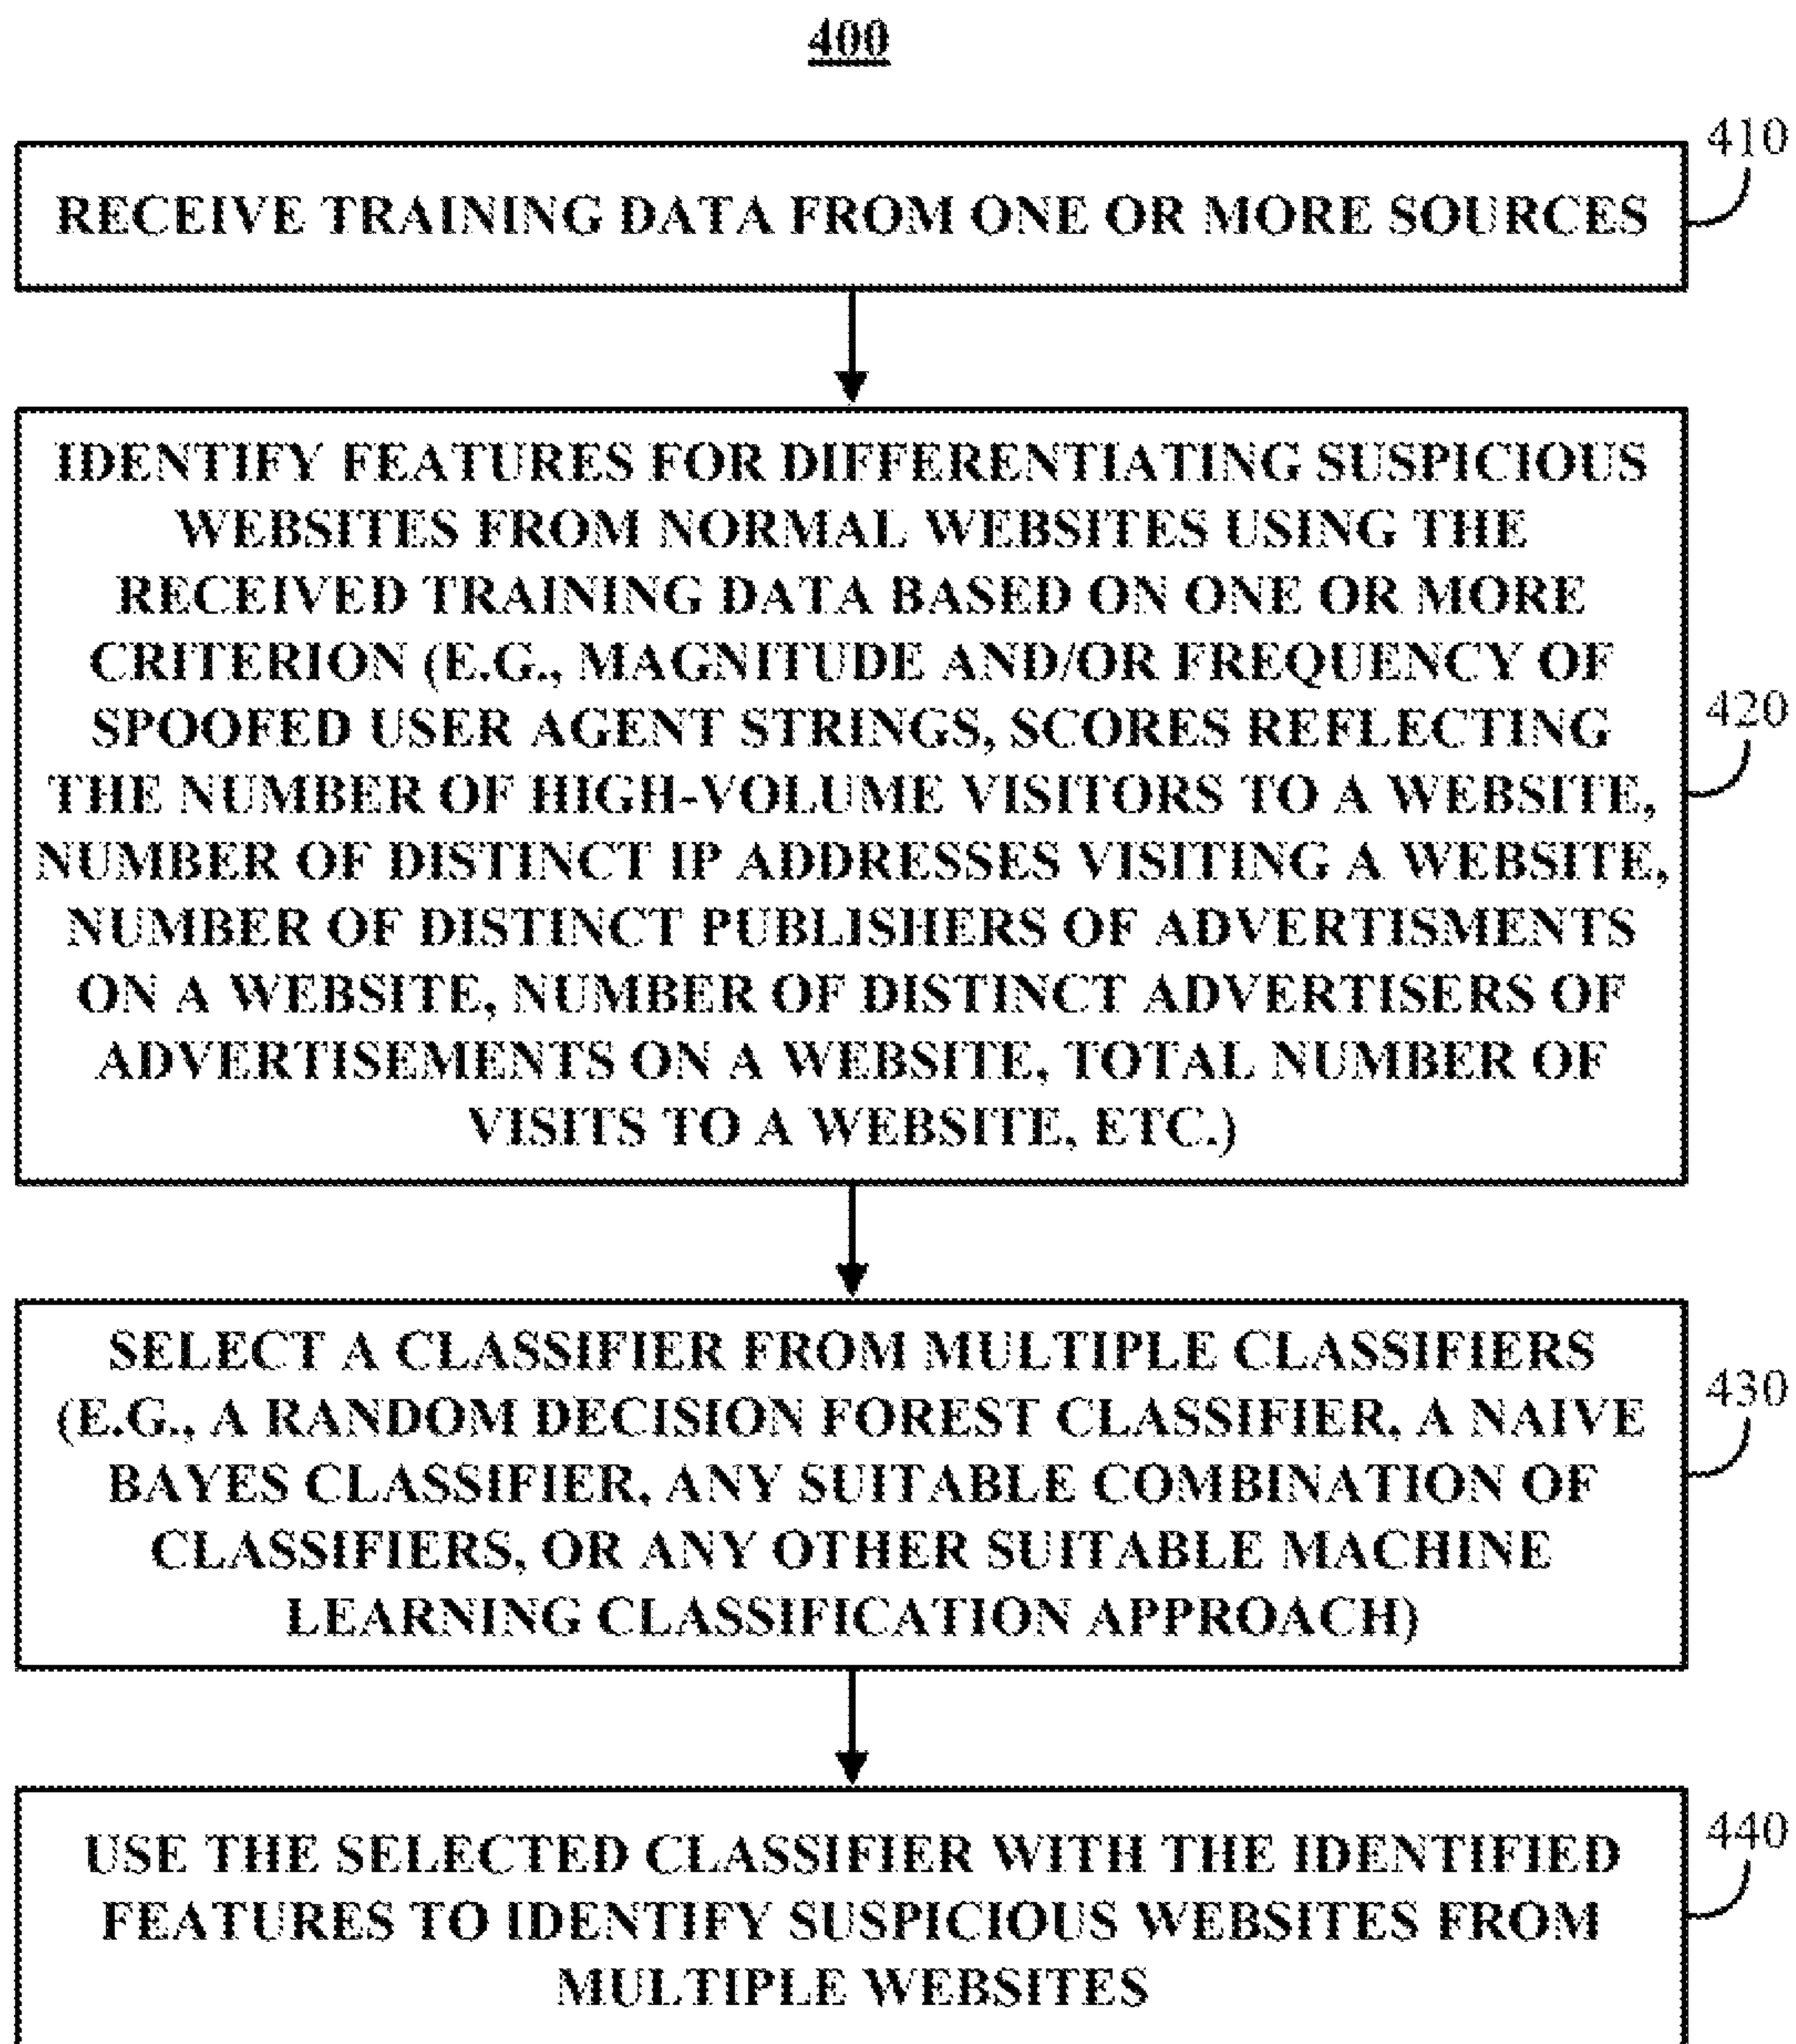 400
410
RECEIVE TRAINING DATA FROM ONE OR MORE SOURCES
IDENTIFY FEATURES FOR DIFFERENTIATING SUSPICIOUS
WEBSITES FROM NORMAL WEBSITES USING THE
RECEIVED TRAINING DATA BASED ON ONE OR MORE
CRITERION (E.G., MAGNITUDE AND/OR FREQUENCY OF
SPOOFED USER AGENT STRINGS, SCORES REFLECTING
420
THE NUMBER OF HIGH-VOLUME VISITORS TO A WEBSITE,
NUMBER OF DISTINCT IP ADDRESSES VISITING A WEBSITE,
NUMBER OF DISTINCT PUBLISHERS OF ADVERTISMENTS
ON A WEBSITE, NUMBER OF DISTINCT ADVERTISERS OF
ADVERTISEMENTS ON A WEBSITE, TOTAL NUMBER OF
VISITS TO A WEBSITE, ETC.)
SELECT A CLASSIFIER FROM MULTIPLE CLASSIFIERS
430
(E.G., A RANDOM DECISION FOREST CLASSIFIER, A NAIVE
BAYES CLASSIFIER, ANY SUITABLE COMBINATION OF
CLASSIFIERS, OR ANY OTHER SUITABLE MACHINE
LEARNING CLASSIFICATION APPROACH)
440
USE THE SELECTED CLASSIFIER WITH THE IDENTIFIED
FEATURES TO IDENTIFY SUSPICIOUS WEBSITES FROM
MULTIPLE WEBSITES